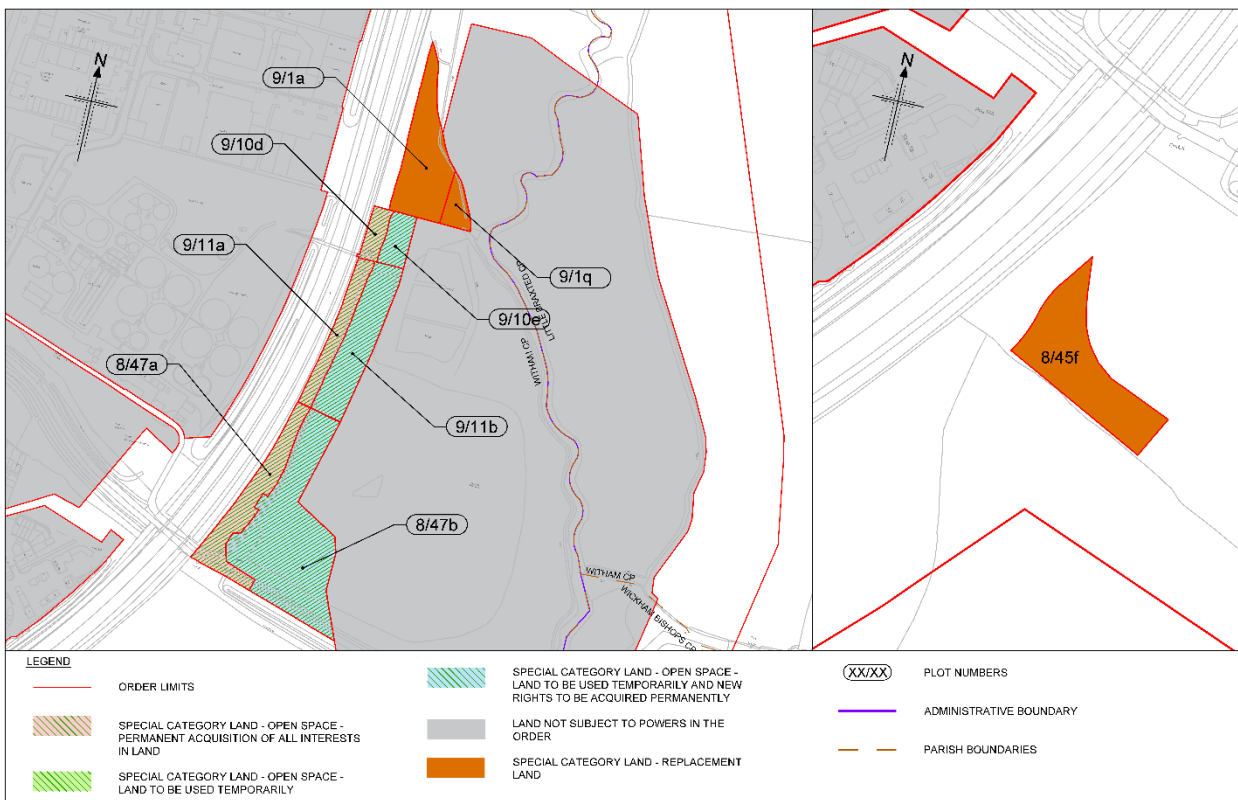 N
9/1a
9/10d
9/11a
9/1q
9/10e
8/47a
9/11b
8/47b
LITTLE BRAXTED CP
WITHAM CP
WITHAM CP
WICKHAM BISHOPS CP
N
8/45f
LEGEND
ORDER LIMITS
SPECIAL CATEGORY LAND - OPEN SPACE -
PERMANENT ACQUISITION OF ALL INTERESTS
IN LAND
SPECIAL CATEGORY LAND - OPEN SPACE -
LAND TO BE USED TEMPORARILY
SPECIAL CATEGORY LAND - OPEN SPACE -
LAND TO BE USED TEMPORARILY AND NEW
RIGHTS TO BE ACQUIRED PERMANENTLY
LAND NOT SUBJECT TO POWERS IN THE
ORDER
SPECIAL CATEGORY LAND - REPLACEMENT
LAND
XX/XX
PLOT NUMBERS
ADMINISTRATIVE BOUNDARY
PARISH BOUNDARIES